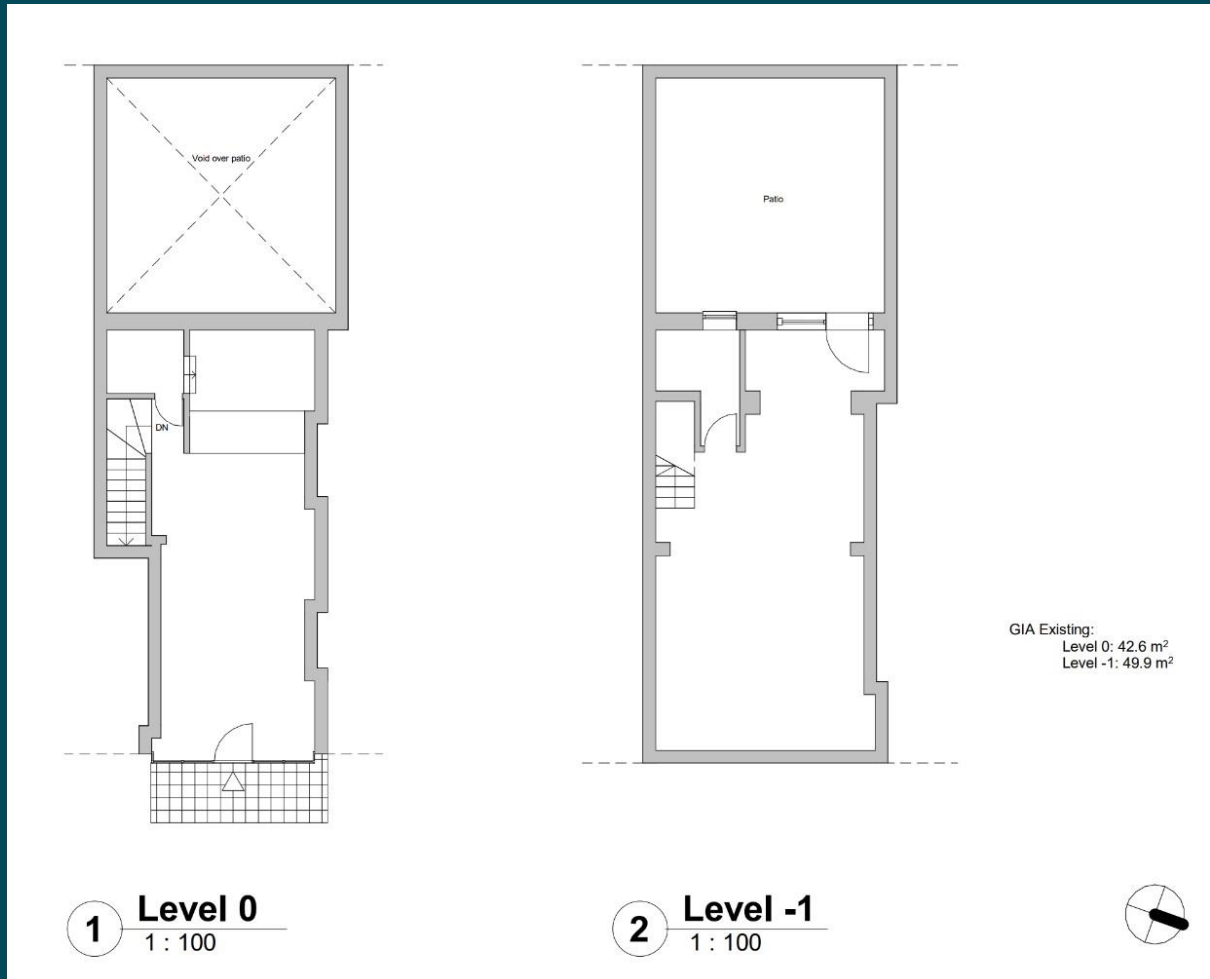 Void over patio
DN
Patio
GIA Existing:
Level 0: 42.6 m²
Level -1: 49.9 m²
1 Level 0
1 : 100
2 Level -1
1 : 100